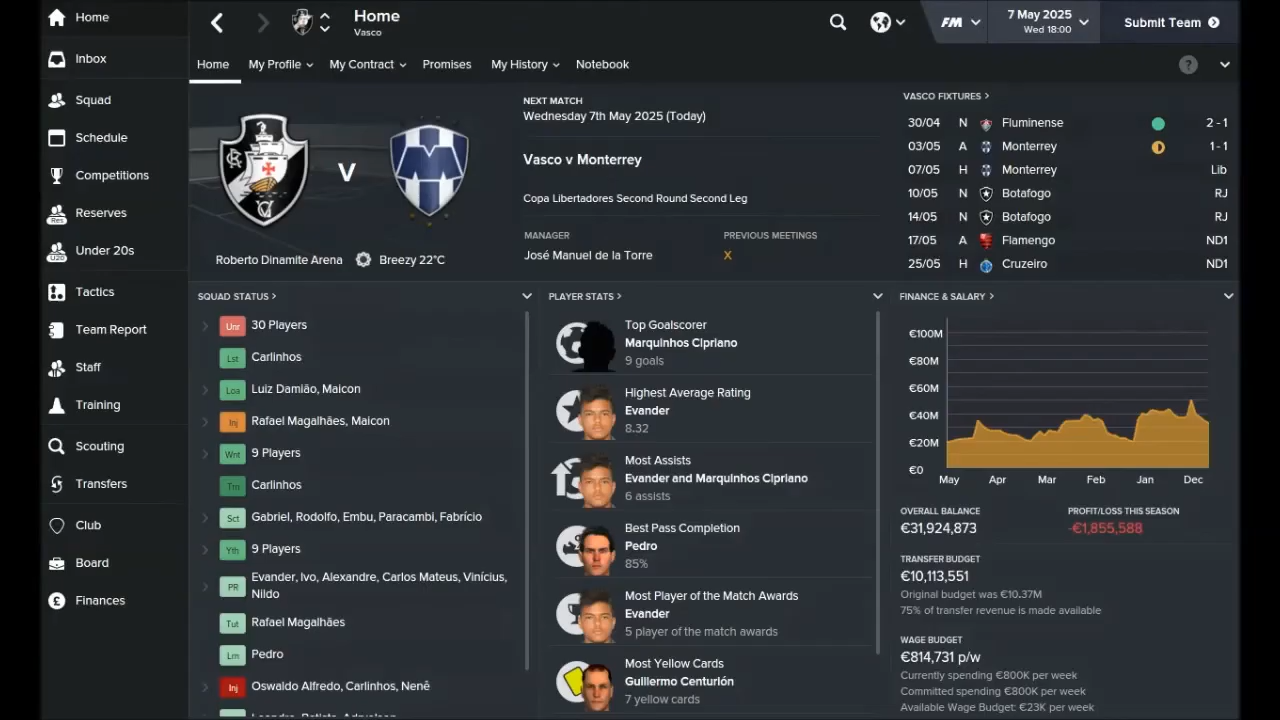 Home
Inbox
Squad
Schedule
Competitions
Res
Reserves
U20
Under 20s
Tactics
Team Report
Staff
Training
Scouting
Transfers
Club
Board
Finances
Home
Vasco
FM
7 May 2025
Wed 18:00
Submit Team
Home
My Profile
My Contract
Promises
My History
Notebook
?
V
Roberto Dinamite Arena
Breezy 22°C
NEXT MATCH
Wednesday 7th May 2025 (Today)
Vasco v Monterrey
Copa Libertadores Second Round Second Leg
MANAGER
José Manuel de la Torre
PREVIOUS MEETINGS
X
VASCO FIXTURES >
30/04 N Fluminense 2 - 1
03/05 A Monterrey 1 - 1
07/05 H Monterrey Lib
10/05 N Botafogo RJ
14/05 N Botafogo RJ
17/05 A Flamengo ND1
25/05 H Cruzeiro ND1
SQUAD STATUS >
Unr 30 Players
Lst Carlinhos
Loa Luiz Damião, Maicon
Inj Rafael Magalhães, Maicon
Wnt 9 Players
Trn Carlinhos
Sct Gabriel, Rodolfo, Embu, Paracambi, Fabrício
Yth 9 Players
PR Evander, Ivo, Alexandre, Carlos Mateus, Vinícius,
Nildo
Tut Rafael Magalhães
Lrn Pedro
Inj Oswaldo Alfredo, Carlinhos, Nenê
PLAYER STATS >
Top Goalscorer
Marquinhos Cipriano
9 goals
Highest Average Rating
Evander
8.32
Most Assists
Evander and Marquinhos Cipriano
6 assists
Best Pass Completion
Pedro
85%
Most Player of the Match Awards
Evander
5 player of the match awards
Most Yellow Cards
Guillermo Centurión
7 yellow cards
FINANCE & SALARY >
€100M
€80M
€60M
€40M
€20M
€0
May Apr Mar Feb Jan Dec
OVERALL BALANCE
€31,924,873
PROFIT/LOSS THIS SEASON
-€1,855,588
TRANSFER BUDGET
€10,113,551
Original budget was €10.37M
75% of transfer revenue is made available
WAGE BUDGET
€814,731 p/w
Currently spending €800K per week
Committed spending €800K per week
Available Wage Budget: €23K per week